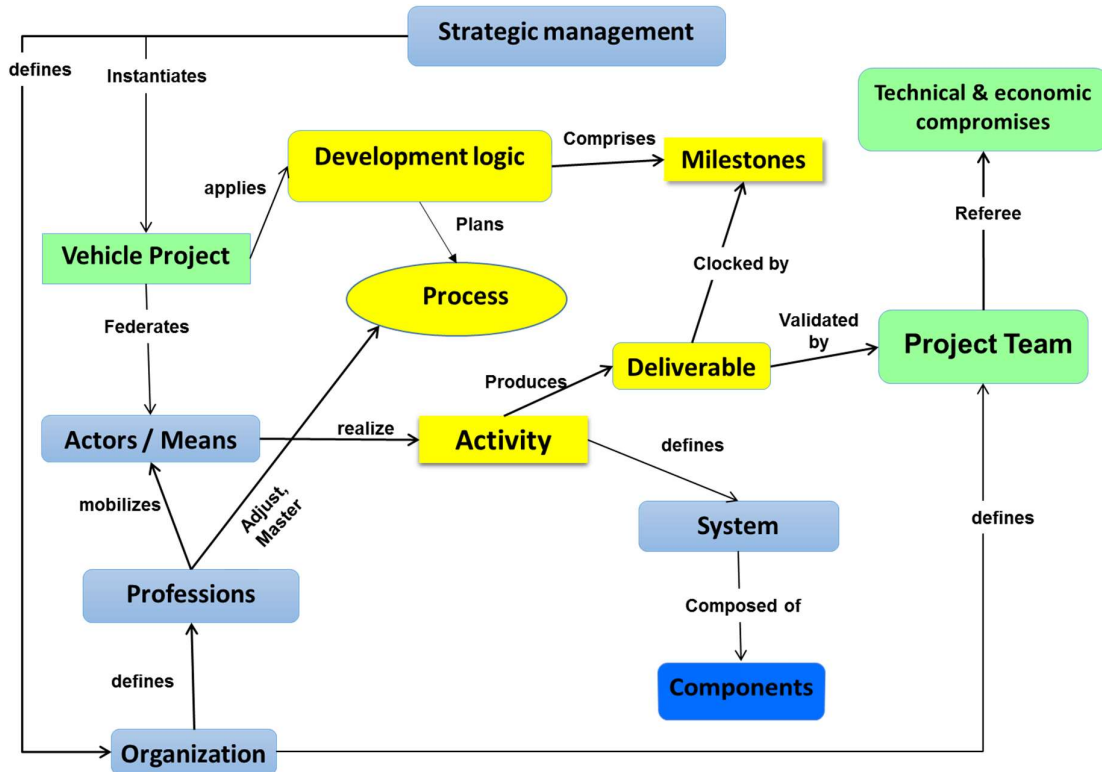 Strategic management
defines
Instantiates
Technical & economic
compromises
Development logic
Comprises
Milestones
applies
Plans
Referee
Vehicle Project
Clocked by
Process
Federates
Validated
by
Project Team
Deliverable
Produces
Actors / Means
realize
Activity
defines
mobilizes
Adjust,
Master
System
defines
Professions
Composed of
defines
Components
Organization